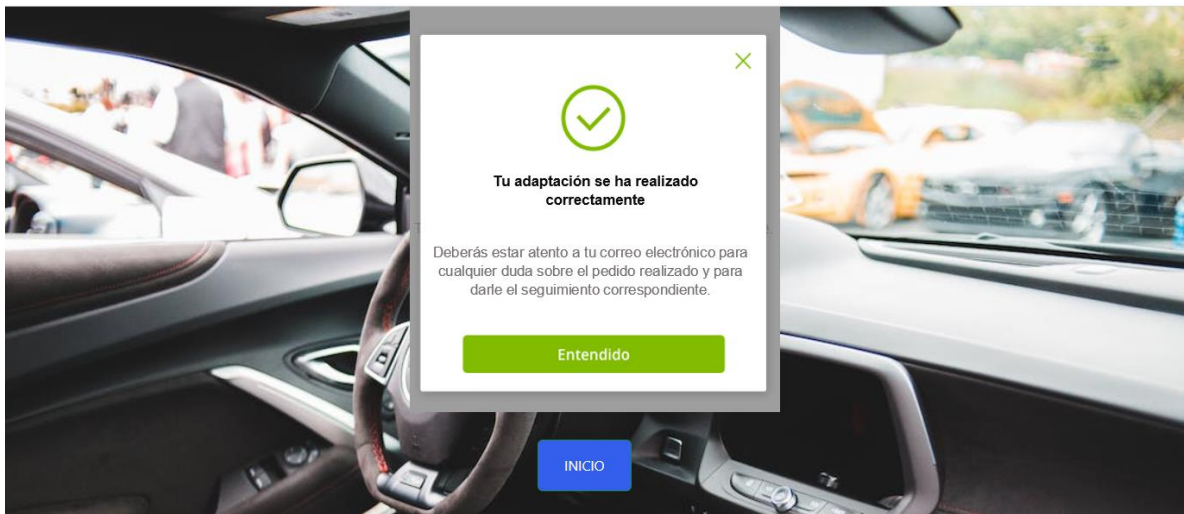 Tu adaptación se ha realizado
correctamente
Deberás estar atento a tu correo electrónico para
cualquier duda sobre el pedido realizado y para
darle el seguimiento correspondiente.
Entendido
INICIO